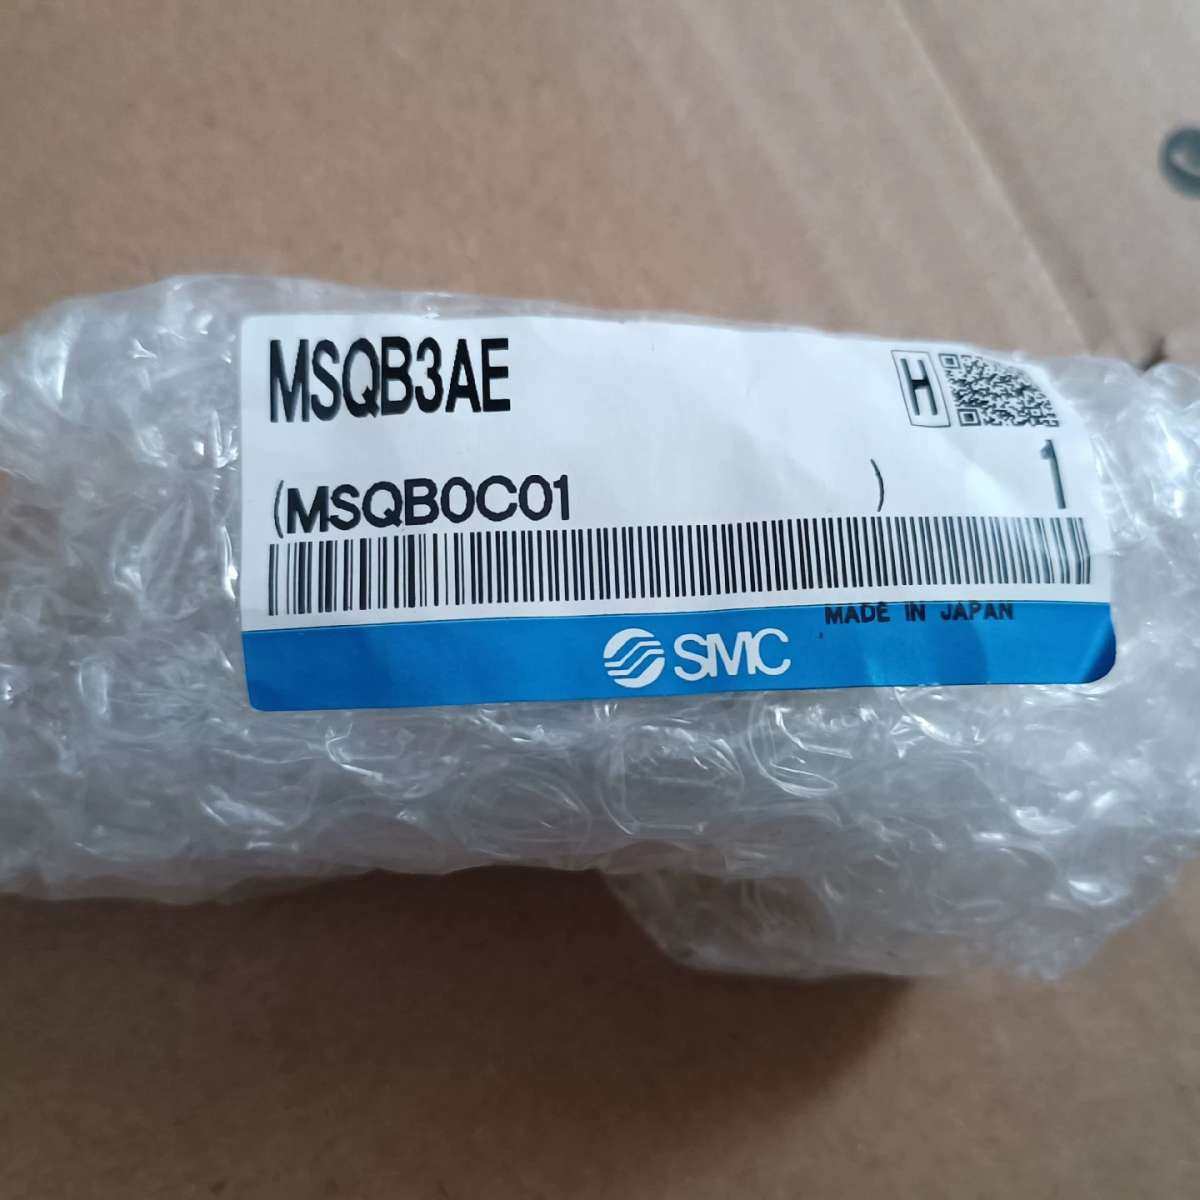 MSQB3AE
H
(MSQB0C01 )
1
MADE IN JAPAN
SMC